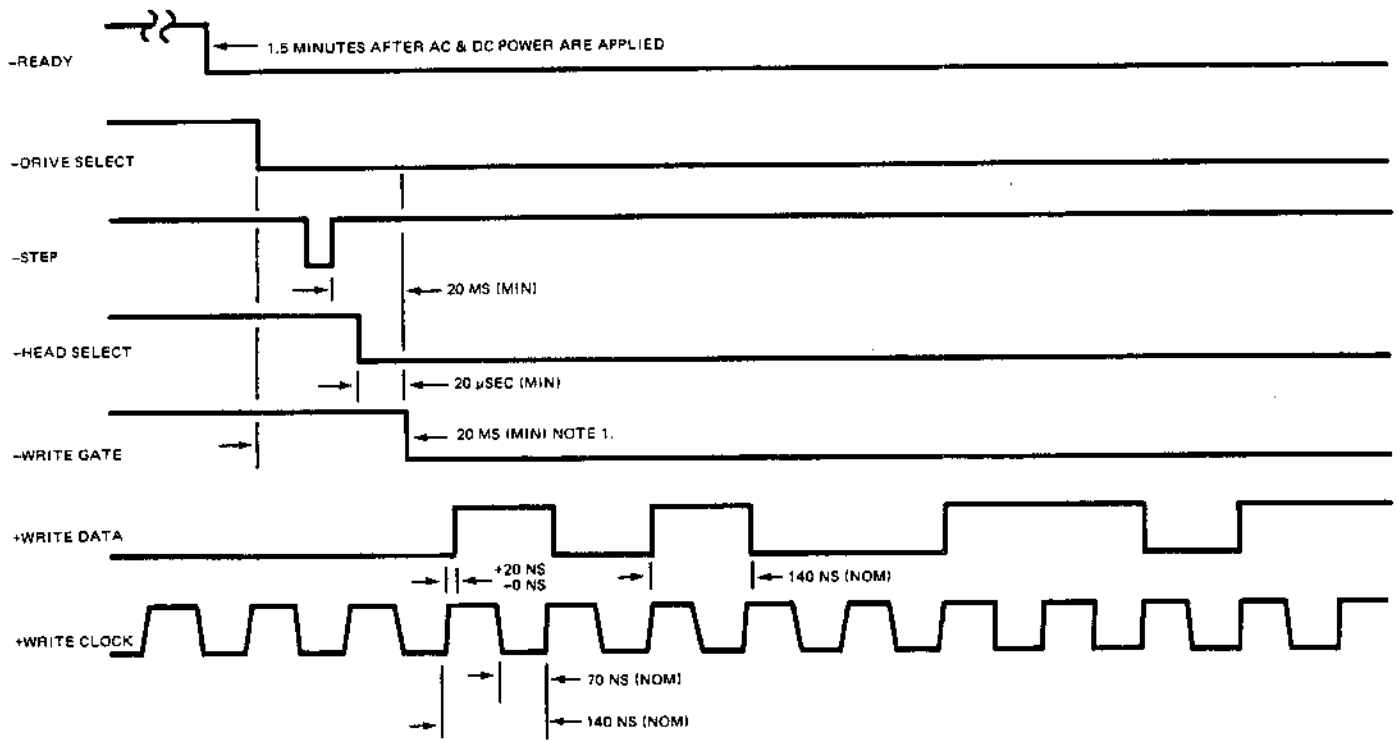 1.5 MINUTES AFTER AC & DC POWER ARE APPLIED
–READY
–DRIVE SELECT
–STEP
20 MS (MIN)
–HEAD SELECT
20 µSEC (MIN)
20 MS (MIN) NOTE 1.
–WRITE GATE
+WRITE DATA
+20 NS
–0 NS
140 NS (NOM)
+WRITE CLOCK
70 NS (NOM)
140 NS (NOM)